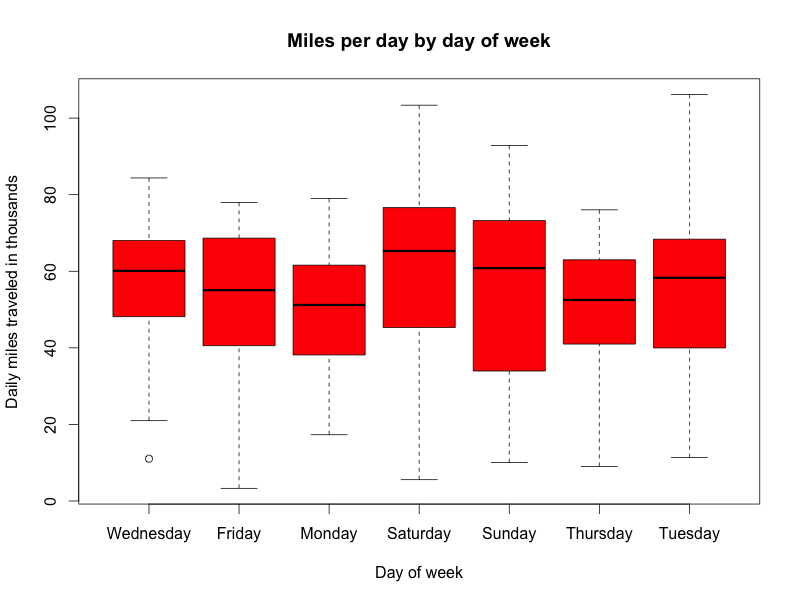 Miles per day by day of week
Daily miles traveled in thousands
100
80
60
40
20
0
Wednesday Friday Monday Saturday Sunday Thursday Tuesday
Day of week